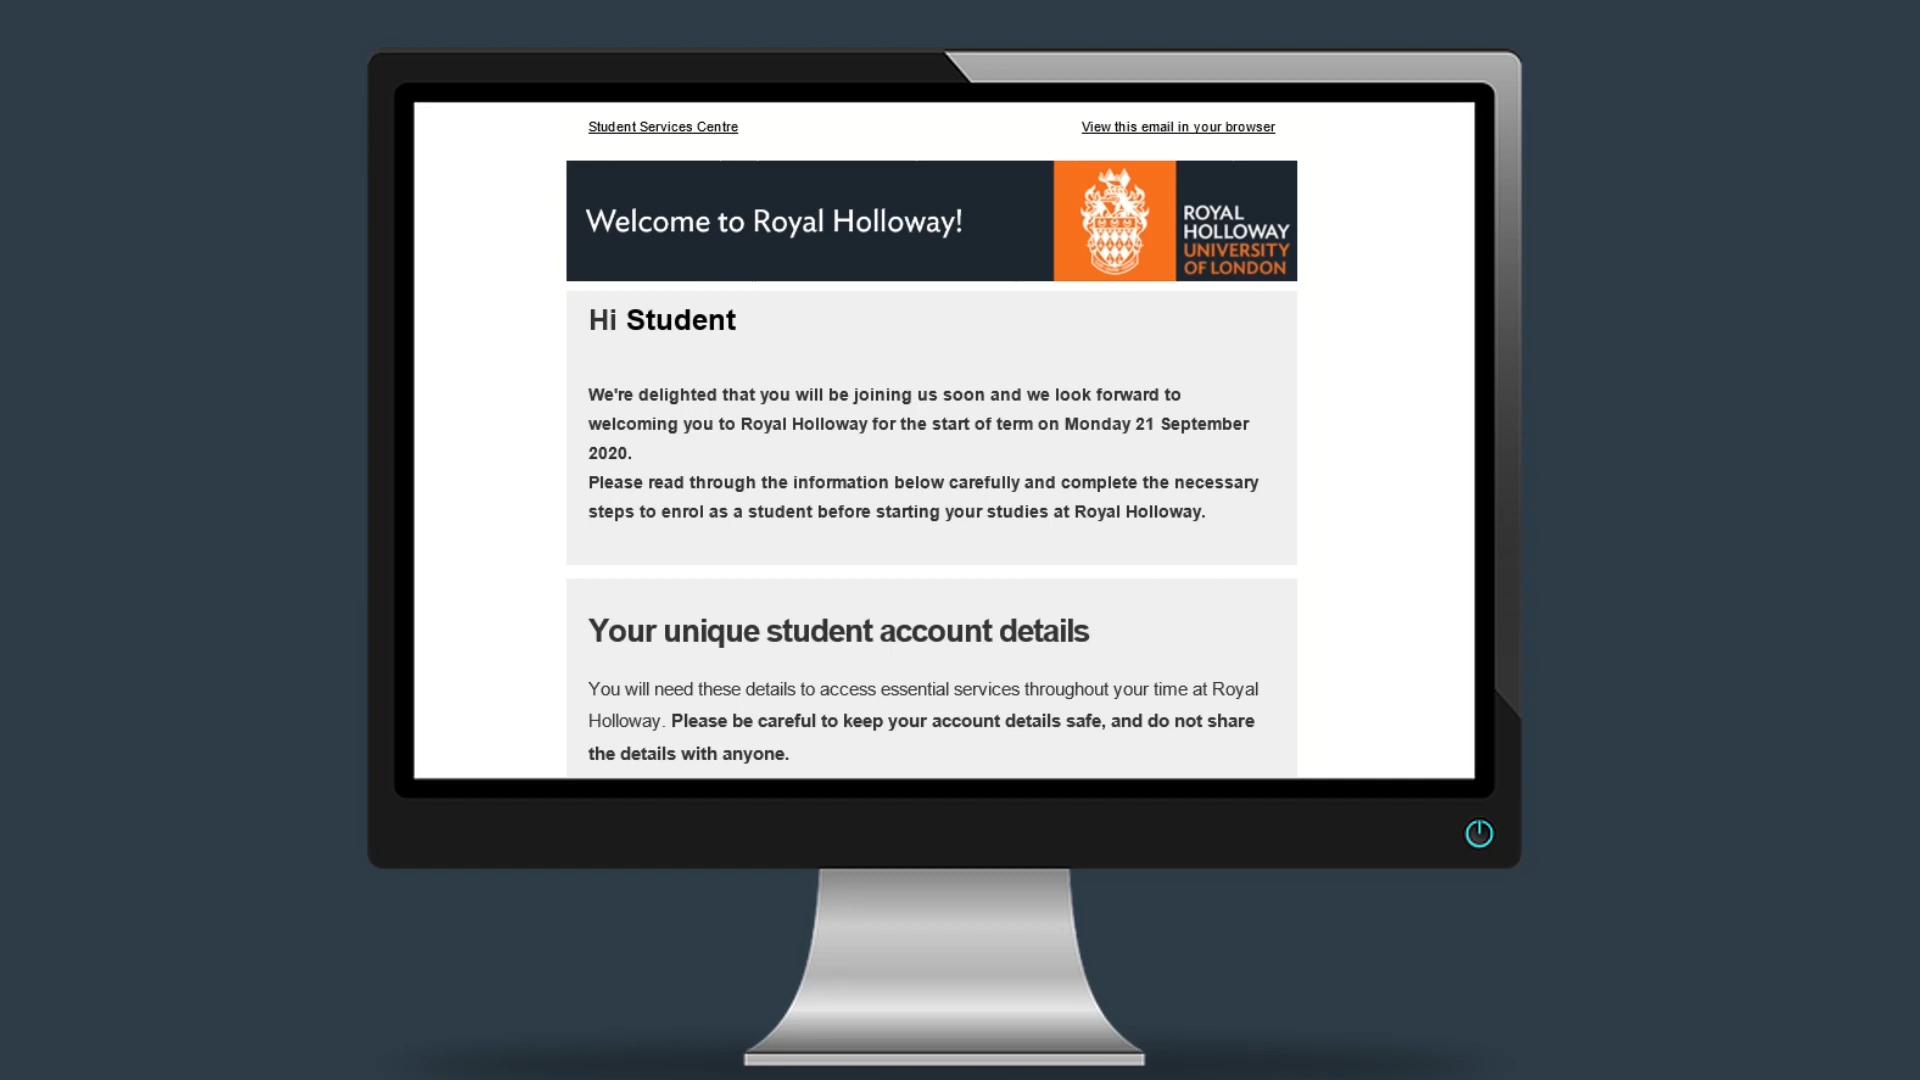 Student Services Centre
View this email in your browser
Welcome to Royal Holloway!
ROYAL
HOLLOWAY
UNIVERSITY
OF LONDON
Hi Student
We're delighted that you will be joining us soon and we look forward to
welcoming you to Royal Holloway for the start of term on Monday 21 September
2020.
Please read through the information below carefully and complete the necessary
steps to enrol as a student before starting your studies at Royal Holloway.
Your unique student account details
You will need these details to access essential services throughout your time at Royal
Holloway. Please be careful to keep your account details safe, and do not share
the details with anyone.